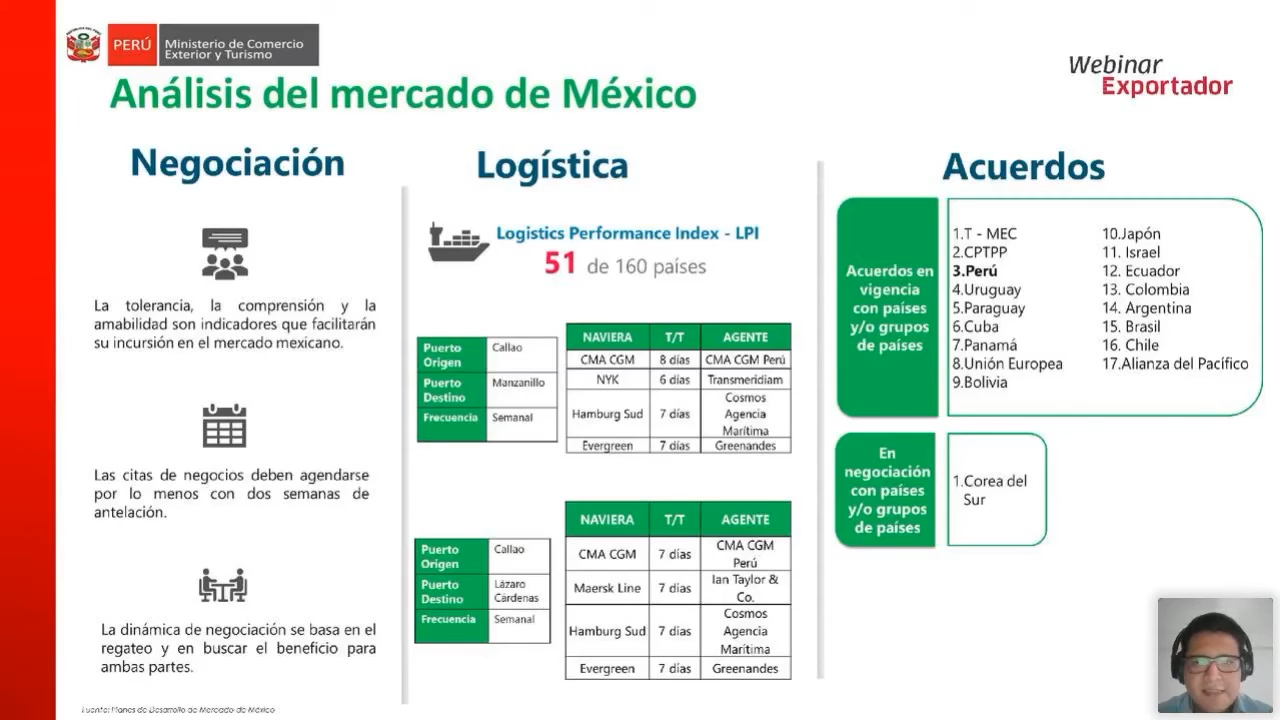 PERÚ
Ministerio de Comercio
Exterior y Turismo
Webinar
Exportador
Análisis del mercado de México
Negociación
La tolerancia, la comprensión y la
amabilidad son indicadores que facilitarán
su incursión en el mercado mexicano.
Las citas de negocios deben agendarse
por lo menos con dos semanas de
antelación.
La dinámica de negociación se basa en el
regateo y en buscar el beneficio para
ambas partes.
Logística
Logistics Performance Index - LPI
51 de 160 países
Puerto
Origen
Callao
Puerto
Destino
Manzanillo
Frecuencia
Semanal
NAVIERA T/T AGENTE
CMA CGM 8 días CMA CGM Perú
NYK 6 días Transmeridiam
Hamburg Sud 7 días Cosmos
Agencia
Marítima
Evergreen 7 días Greenandes
Puerto
Origen
Callao
Puerto
Destino
Lázaro
Cárdenas
Frecuencia
Semanal
NAVIERA T/T AGENTE
CMA CGM 7 días CMA CGM
Perú
Maersk Line 7 días Ian Taylor &
Co.
Hamburg Sud 7 días Cosmos
Agencia
Marítima
Evergreen 7 días Greenandes
Acuerdos
Acuerdos en
vigencia
con países
y/o grupos
de países
1.T - MEC
2.CPTPP
3.Perú
4.Uruguay
5.Paraguay
6.Cuba
7.Panamá
8.Unión Europea
9.Bolivia
10.Japón
11. Israel
12. Ecuador
13. Colombia
14. Argentina
15. Brasil
16. Chile
17.Alianza del Pacífico
En
negociación
con países
y/o grupos
de países
1.Corea del
Sur
Fuente: Planes de Desarrollo de Mercado de México